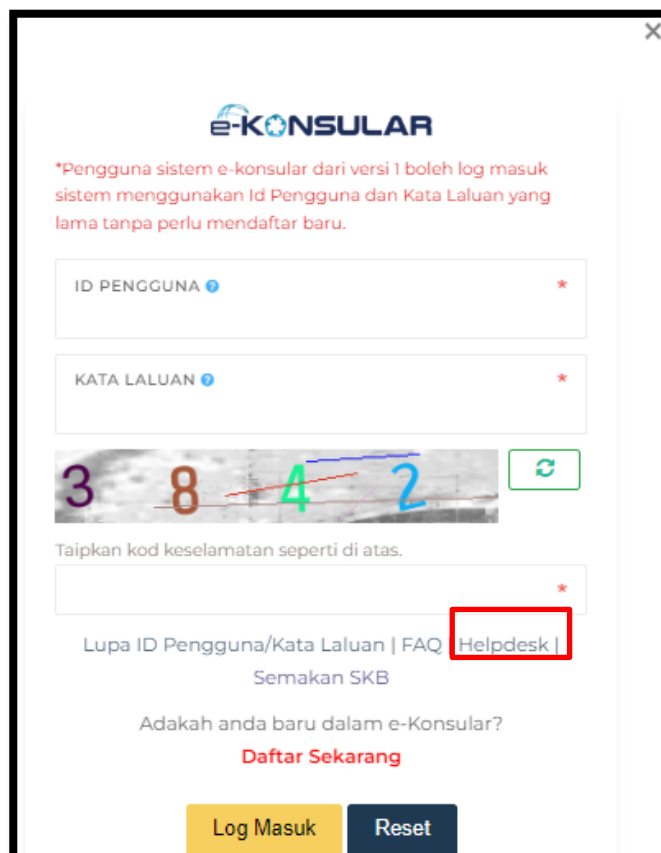 ×
e-KONSULAR
*Pengguna sistem e-konsular dari versi 1 boleh log masuk
sistem menggunakan Id Pengguna dan Kata Laluan yang
lama tanpa perlu mendaftar baru.
ID PENGGUNA ? *
KATA LALUAN ? *
3 8 4 2
Taipkan kod keselamatan seperti di atas.
*
Lupa ID Pengguna/Kata Laluan | FAQ | Helpdesk |
Semakan SKB
Adakah anda baru dalam e-Konsular?
Daftar Sekarang
Log Masuk Reset